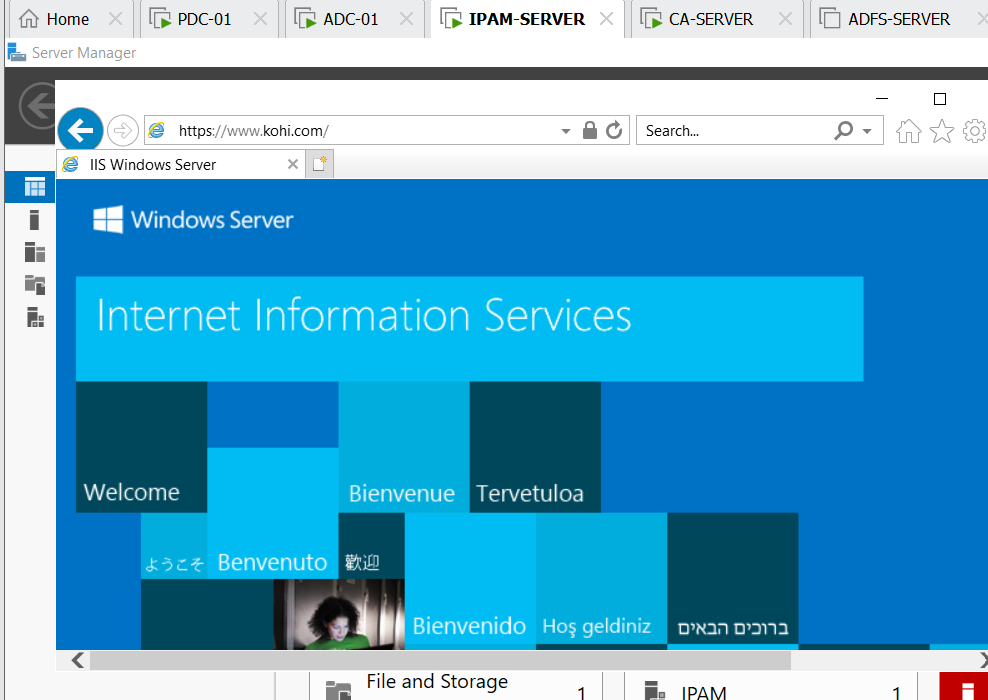 Home PDC-01 ADC-01 IPAM-SERVER CA-SERVER ADFS-SERVER
Server Manager
https://www.kohi.com/ Search...
IIS Windows Server
Windows Server
Internet Information Services
Welcome Bienvenue Tervetuloa
ようこそ Benvenuto 歡迎
Bienvenido Hoş geldiniz ברוכים הבאים
File and Storage 1 IPAM 1